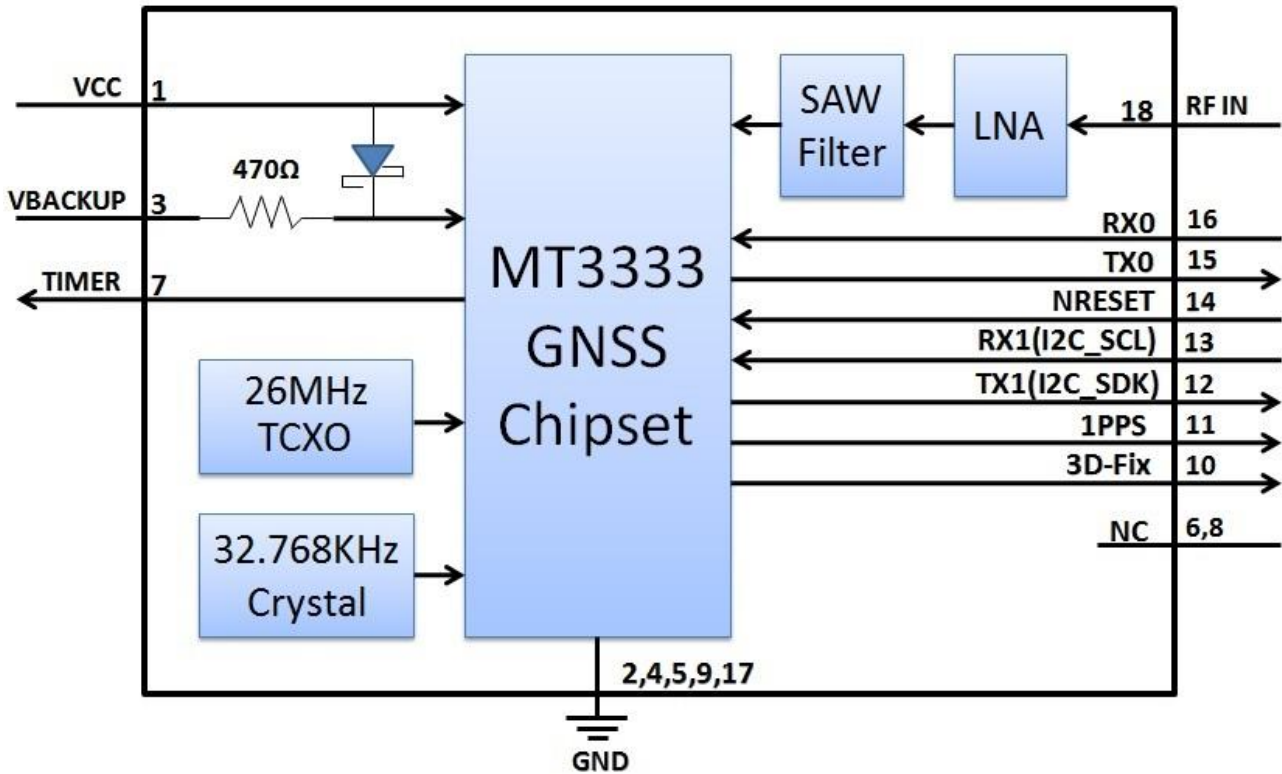 VCC
1
470Ω
VBACKUP
3
TIMER
7
26MHz
TCXO
32.768KHz
Crystal
MT3333
GNSS
Chipset
SAW
Filter
LNA
18
RF IN
RX0
16
TX0
15
NRESET
14
RX1(I2C_SCL)
13
TX1(I2C_SDK)
12
1PPS
11
3D-Fix
10
NC
6,8
2,4,5,9,17
GND